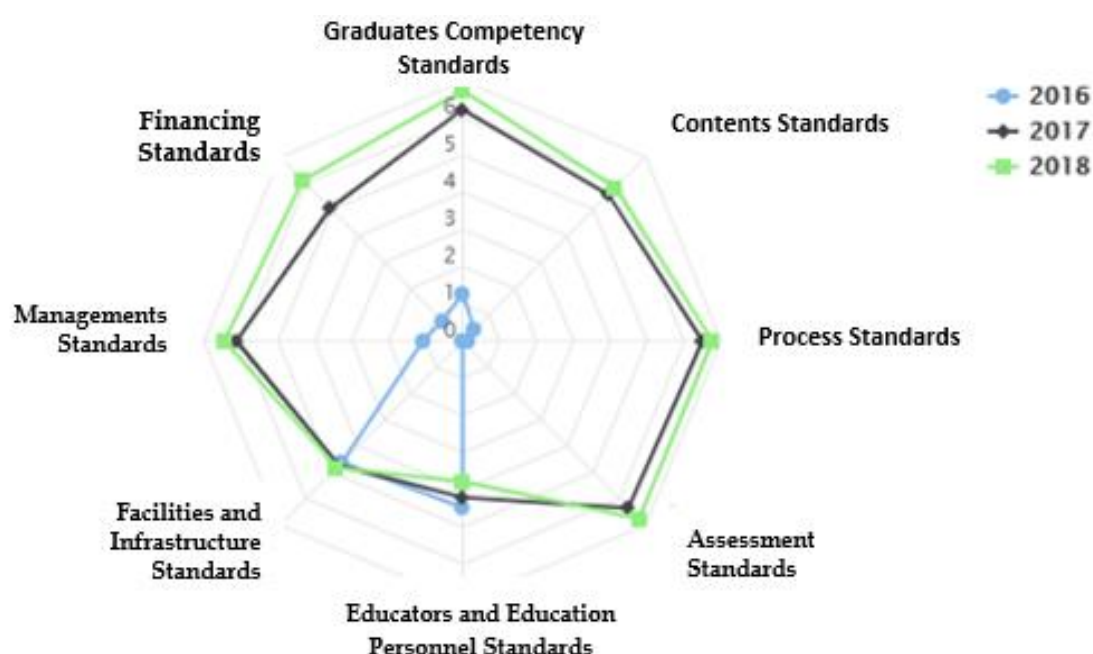 Graduates Competency
Standards
Financing
Standards
Contents Standards
2016
2017
2018
6
5
4
3
2
1
0
Managements
Standards
Process Standards
Facilities and
Infrastructure
Standards
Assessment
Standards
Educators and Education
Personnel Standards